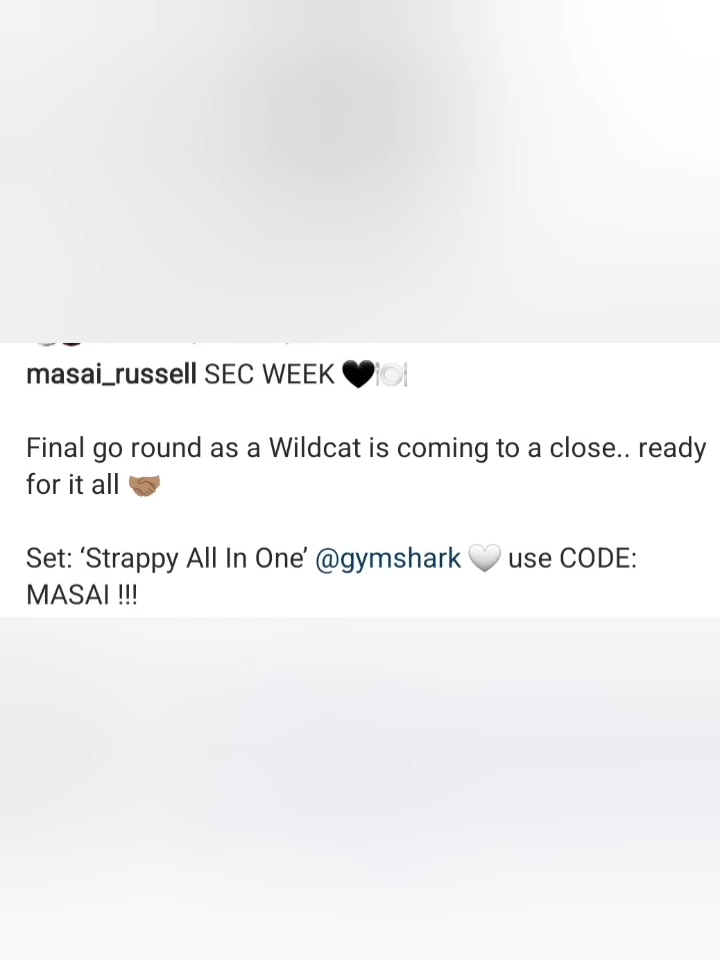 masai_russell SEC WEEK 🖤🍽
Final go round as a Wildcat is coming to a close.. ready
for it all 🤝🏽
Set: ‘Strappy All In One’ @gymshark 🤍 use CODE:
MASAI !!!